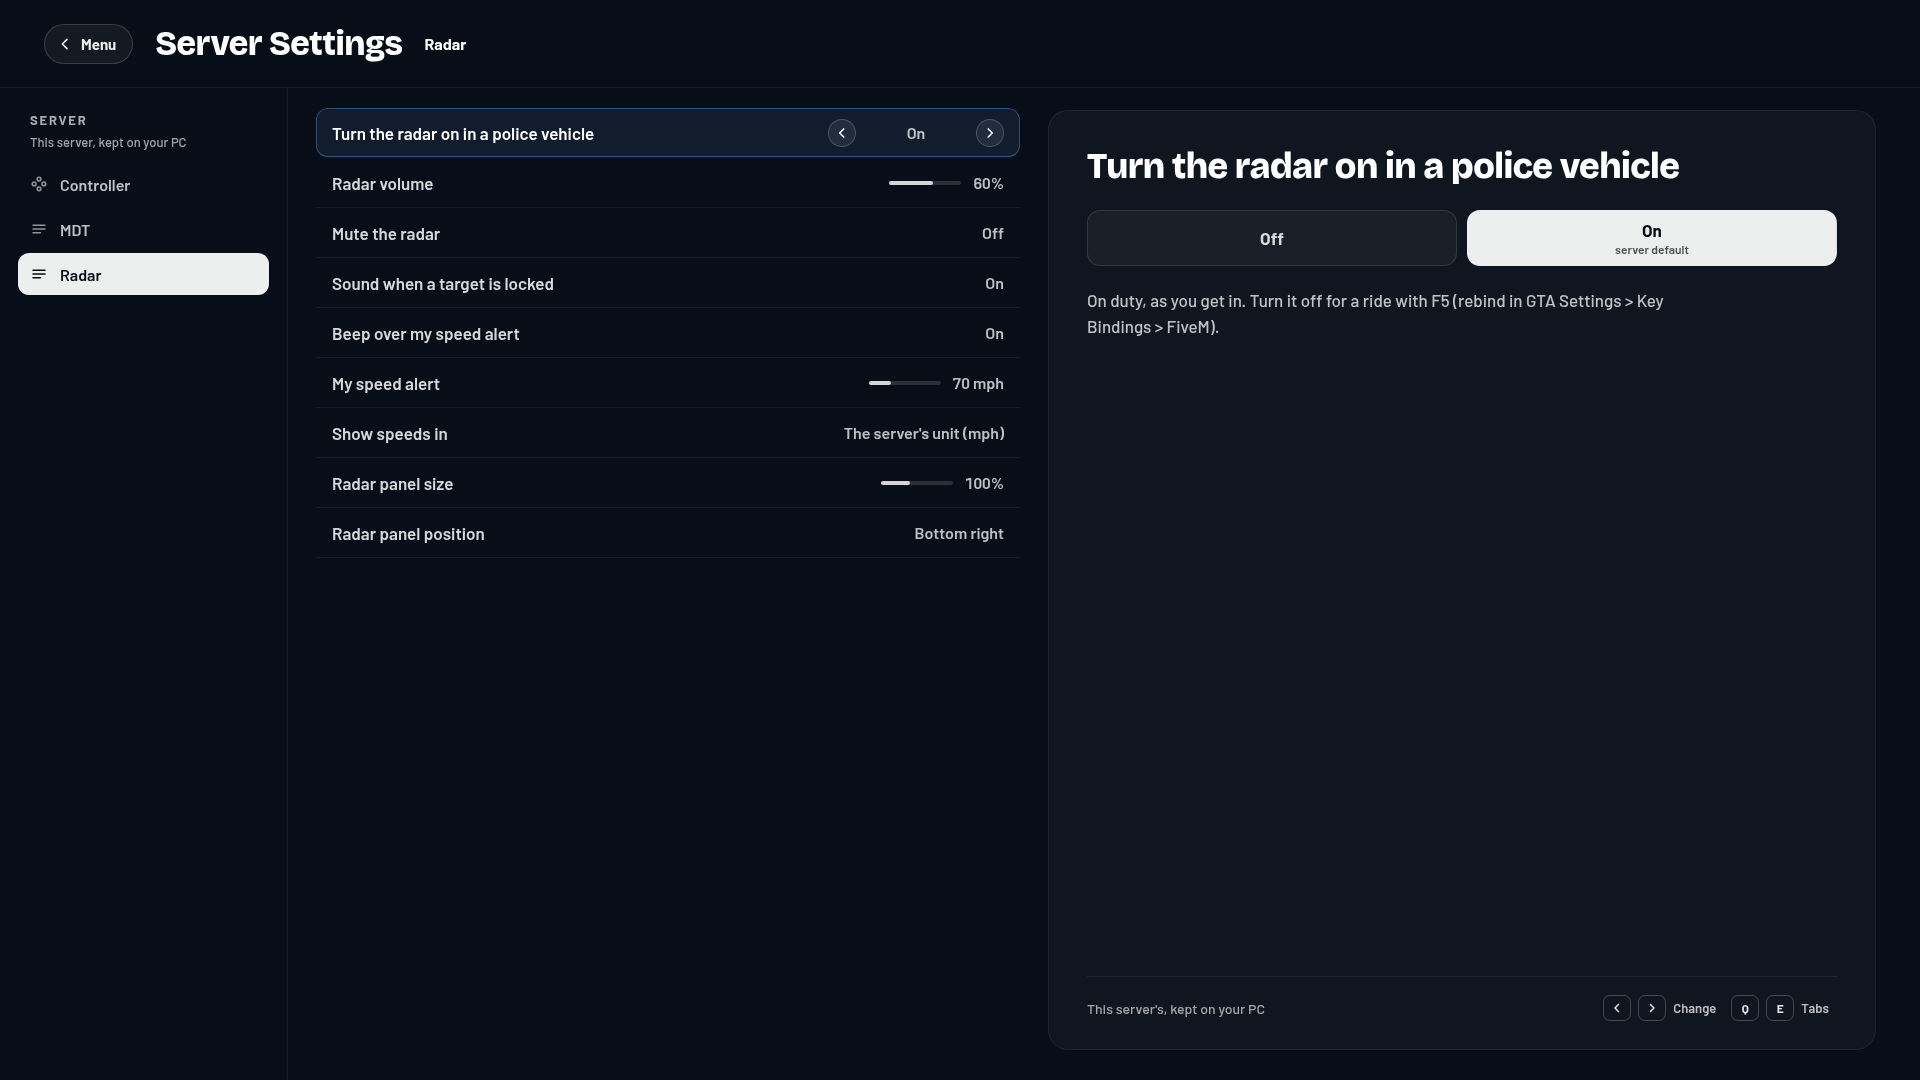 Menu
Server Settings
Radar
SERVER
This server, kept on your PC
Controller
MDT
Radar
Turn the radar on in a police vehicle
On
Radar volume
60%
Mute the radar
Off
Sound when a target is locked
On
Beep over my speed alert
On
My speed alert
70 mph
Show speeds in
The server's unit (mph)
Radar panel size
100%
Radar panel position
Bottom right
Turn the radar on in a police vehicle
Off
On
server default
On duty, as you get in. Turn it off for a ride with F5 (rebind in GTA Settings > Key
Bindings > FiveM).
This server's, kept on your PC
Change
Q
E
Tabs